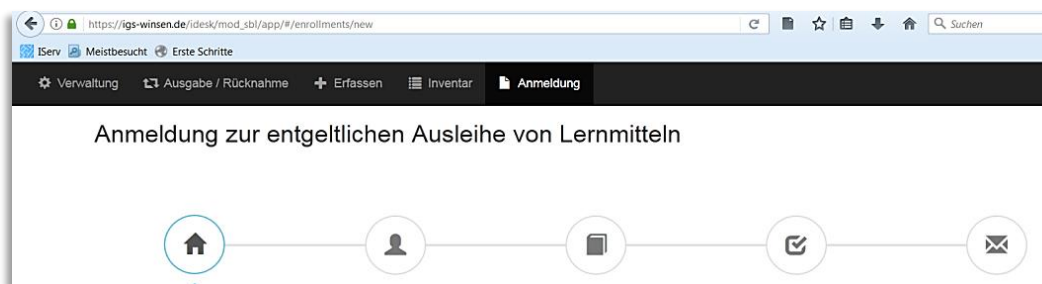 https://igs-winsen.de/idesk/mod_sbl/app/#/enrollments/new
Suchen
IServ Meistbesucht Erste Schritte
Verwaltung Ausgabe / Rücknahme Erfassen Inventar Anmeldung
Anmeldung zur entgeltlichen Ausleihe von Lernmitteln